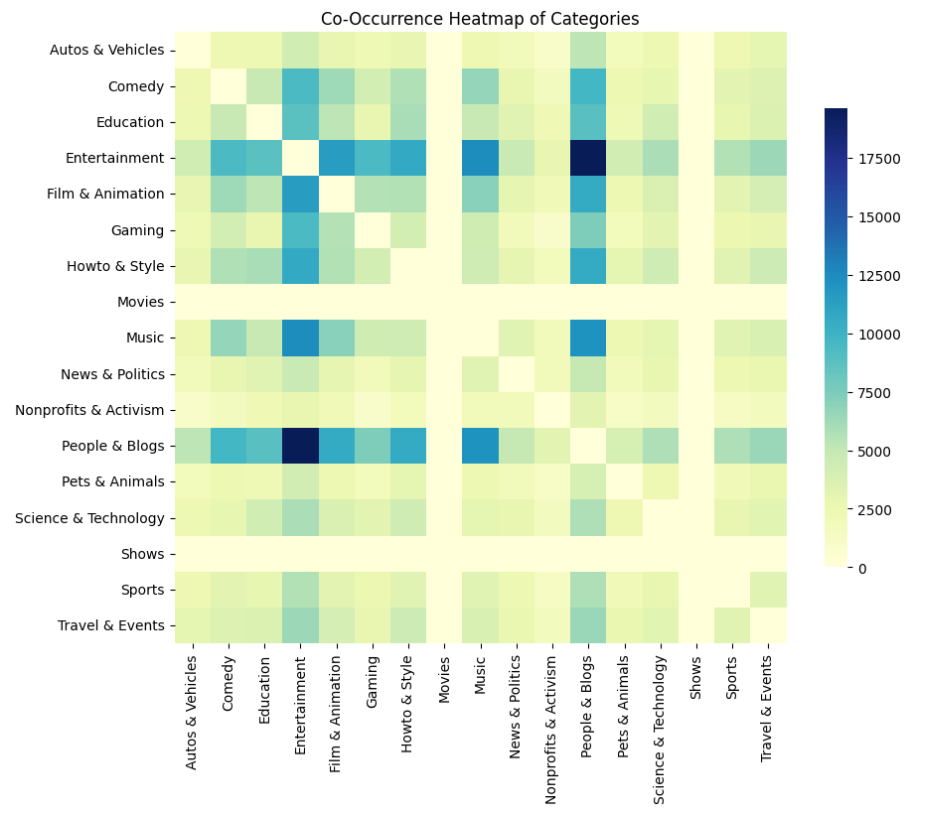 Co-Occurrence Heatmap of Categories
Autos & Vehicles
Comedy
Education
Entertainment
Film & Animation
Gaming
Howto & Style
Movies
Music
News & Politics
Nonprofits & Activism
People & Blogs
Pets & Animals
Science & Technology
Shows
Sports
Travel & Events
Autos & Vehicles
Comedy
Education
Entertainment
Film & Animation
Gaming
Howto & Style
Movies
Music
News & Politics
Nonprofits & Activism
People & Blogs
Pets & Animals
Science & Technology
Shows
Sports
Travel & Events
17500
15000
12500
10000
7500
5000
2500
0